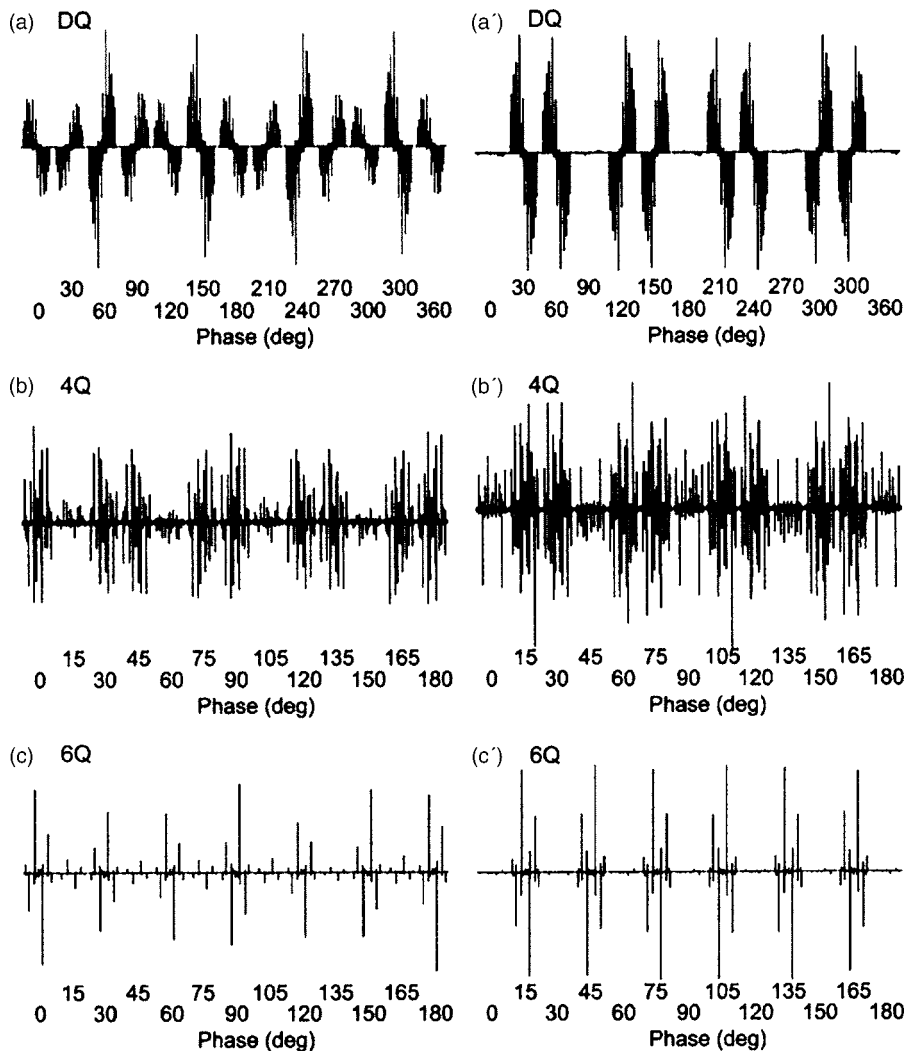 (a) DQ
30 90 150 210 270 300
0 60 120 180 240 300 360
Phase (deg)
(a´) DQ
30 90 150 210 270 300
0 60 120 180 240 300 360
Phase (deg)
(b) 4Q
15 45 75 105 135 165
0 30 60 90 120 150 180
Phase (deg)
(b´) 4Q
15 45 75 105 135 165
0 30 60 90 120 150 180
Phase (deg)
(c) 6Q
15 45 75 105 135 165
0 30 60 90 120 150 180
Phase (deg)
(c´) 6Q
15 45 75 105 135 165
0 30 60 90 120 150 180
Phase (deg)